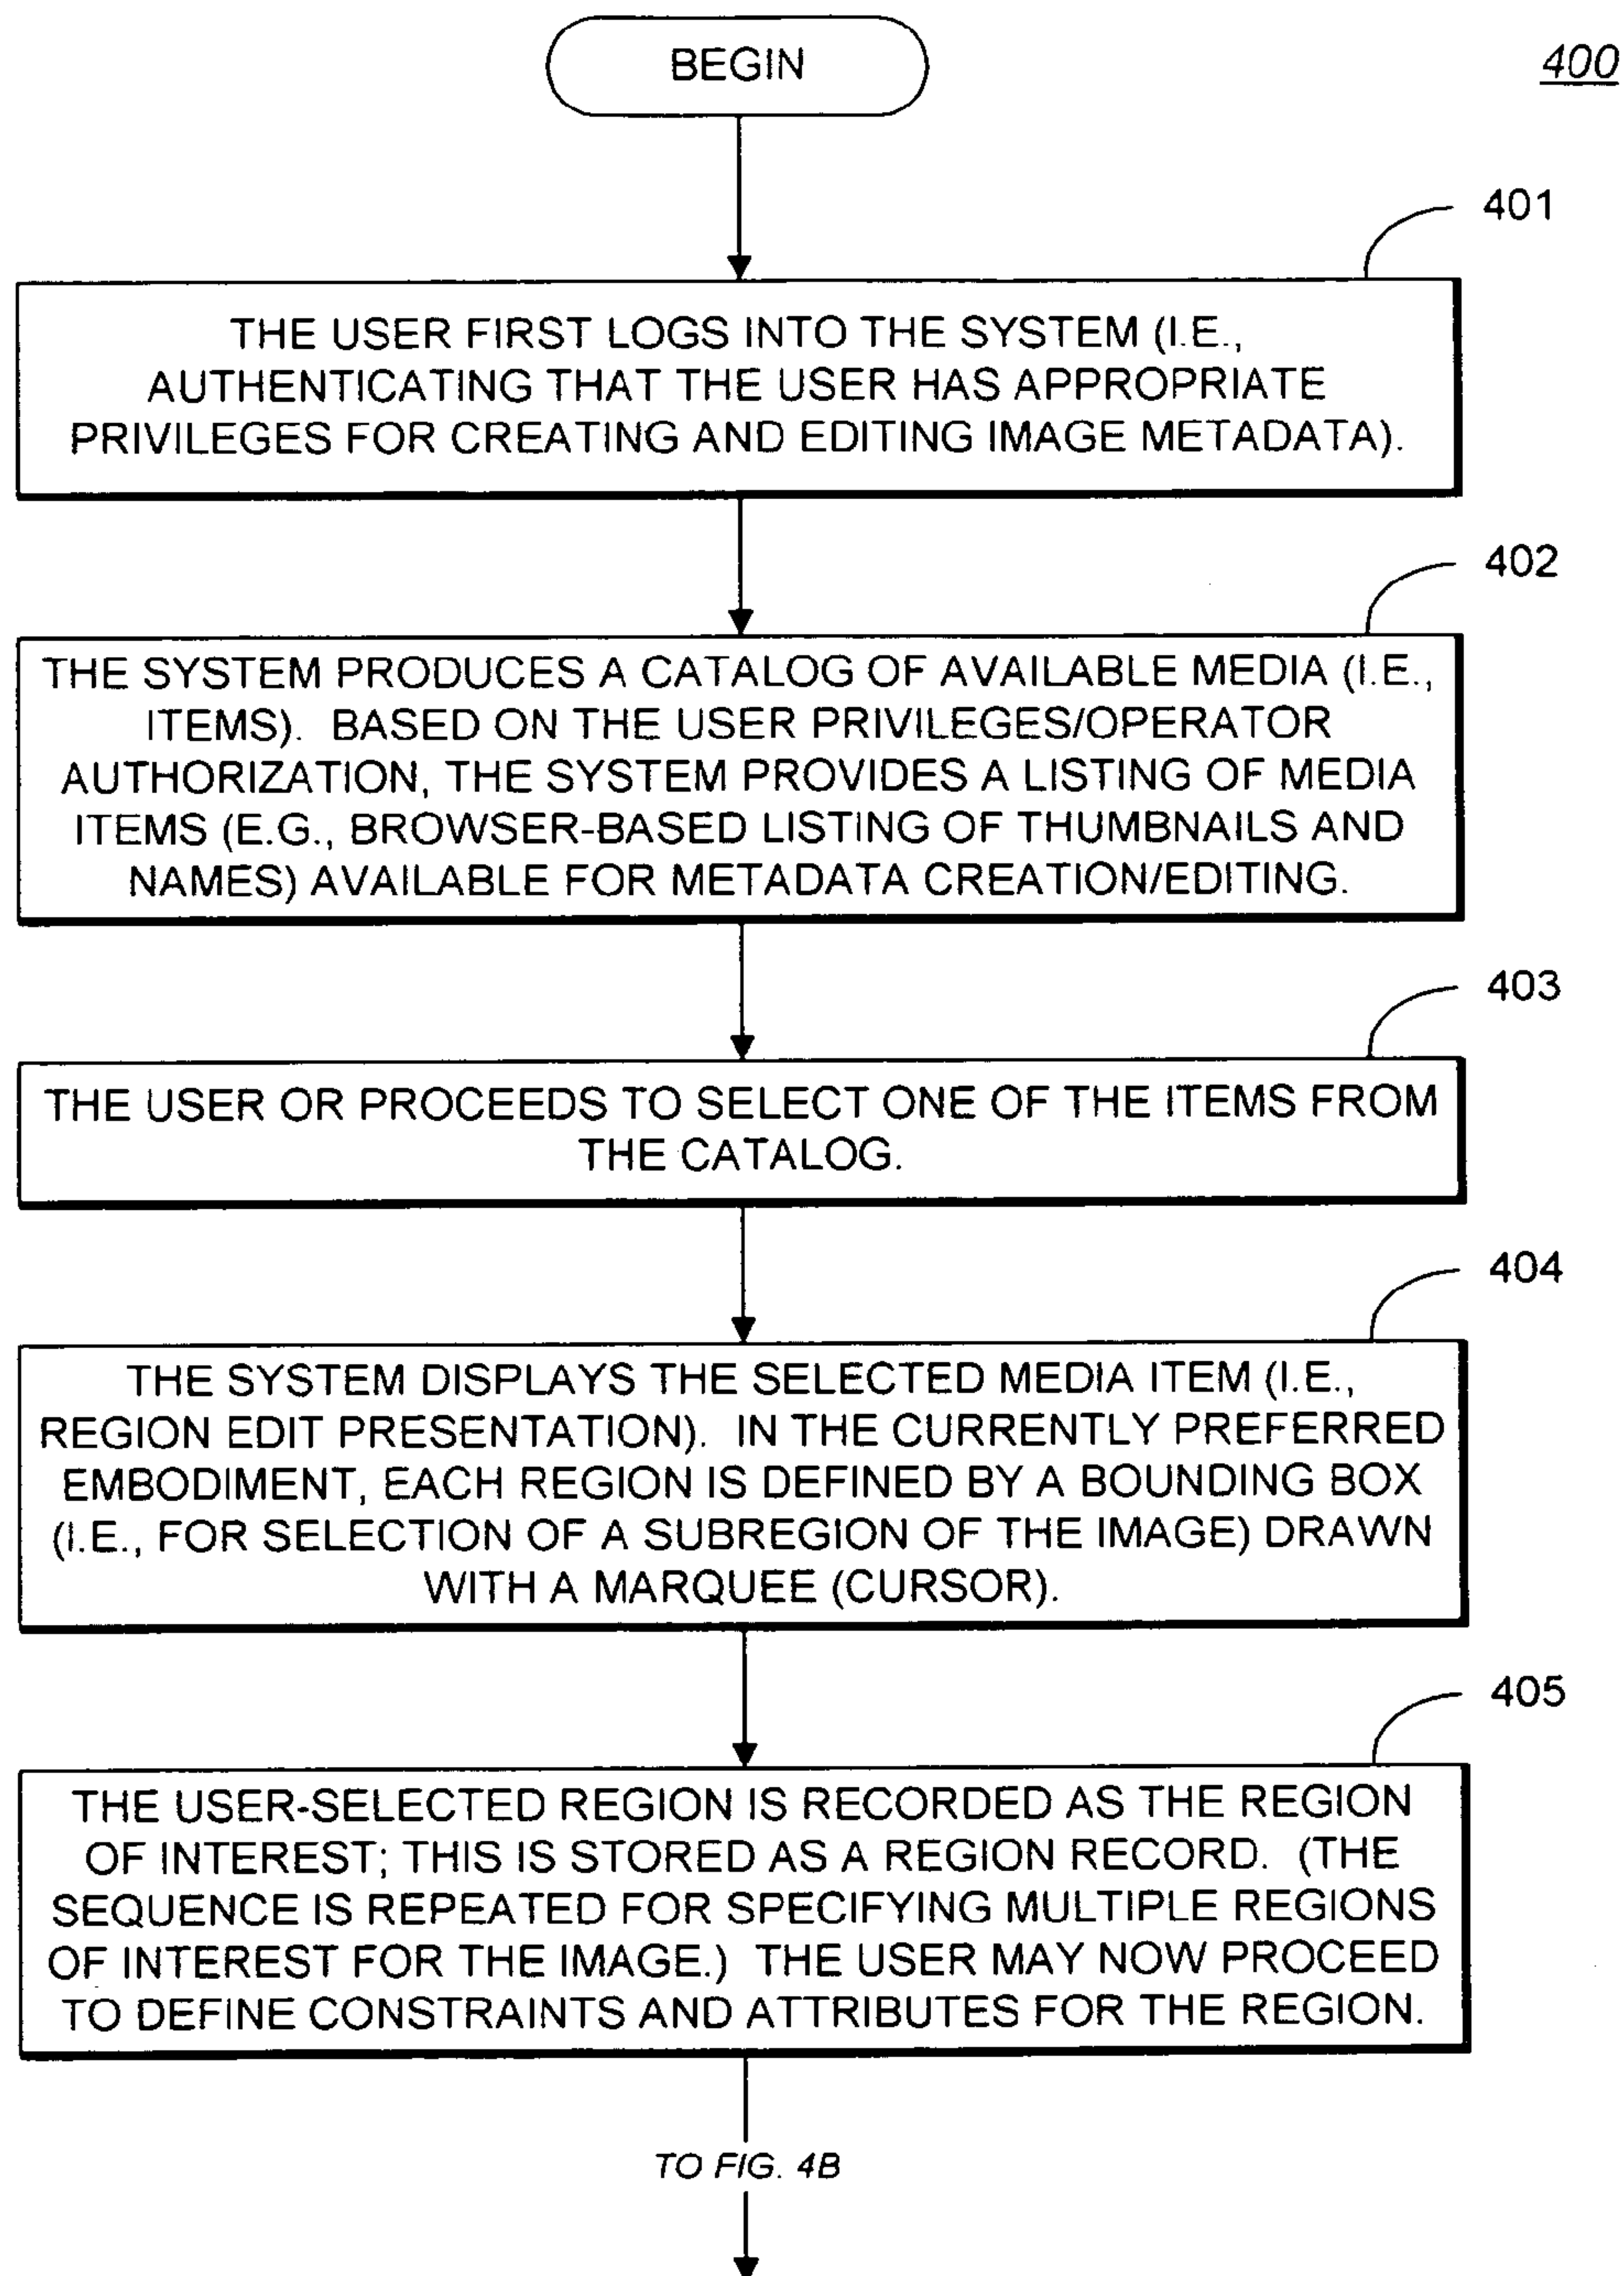 BEGIN
400
401
THE USER FIRST LOGS INTO THE SYSTEM (I.E.,
AUTHENTICATING THAT THE USER HAS APPROPRIATE
PRIVILEGES FOR CREATING AND EDITING IMAGE METADATA).
402
THE SYSTEM PRODUCES A CATALOG OF AVAILABLE MEDIA (I.E.,
ITEMS). BASED ON THE USER PRIVILEGES/OPERATOR
AUTHORIZATION, THE SYSTEM PROVIDES A LISTING OF MEDIA
ITEMS (E.G., BROWSER-BASED LISTING OF THUMBNAILS AND
NAMES) AVAILABLE FOR METADATA CREATION/EDITING.
403
THE USER OR PROCEEDS TO SELECT ONE OF THE ITEMS FROM
THE CATALOG.
404
THE SYSTEM DISPLAYS THE SELECTED MEDIA ITEM (I.E.,
REGION EDIT PRESENTATION). IN THE CURRENTLY PREFERRED
EMBODIMENT, EACH REGION IS DEFINED BY A BOUNDING BOX
(I.E., FOR SELECTION OF A SUBREGION OF THE IMAGE) DRAWN
WITH A MARQUEE (CURSOR).
405
THE USER-SELECTED REGION IS RECORDED AS THE REGION
OF INTEREST; THIS IS STORED AS A REGION RECORD. (THE
SEQUENCE IS REPEATED FOR SPECIFYING MULTIPLE REGIONS
OF INTEREST FOR THE IMAGE.) THE USER MAY NOW PROCEED
TO DEFINE CONSTRAINTS AND ATTRIBUTES FOR THE REGION.
TO FIG. 4B